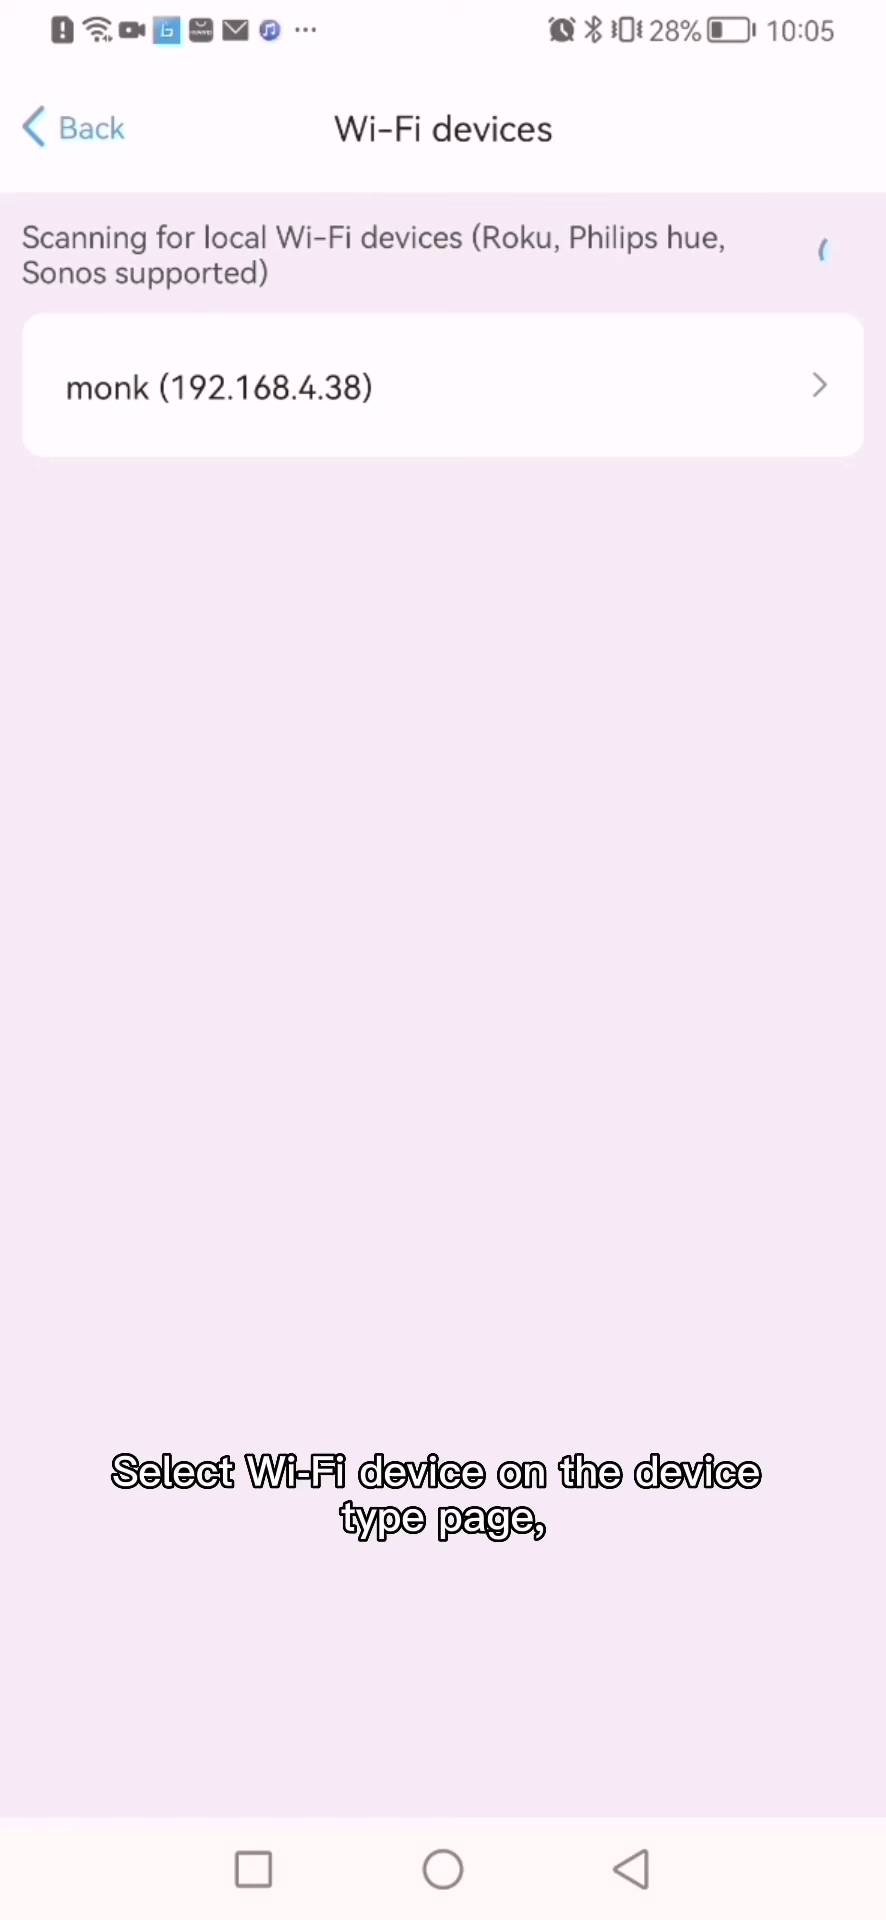 28% 10:05
Back
Wi-Fi devices
Scanning for local Wi-Fi devices (Roku, Philips hue,
Sonos supported)
monk (192.168.4.38)
Select Wi-Fi device on the device
type page,